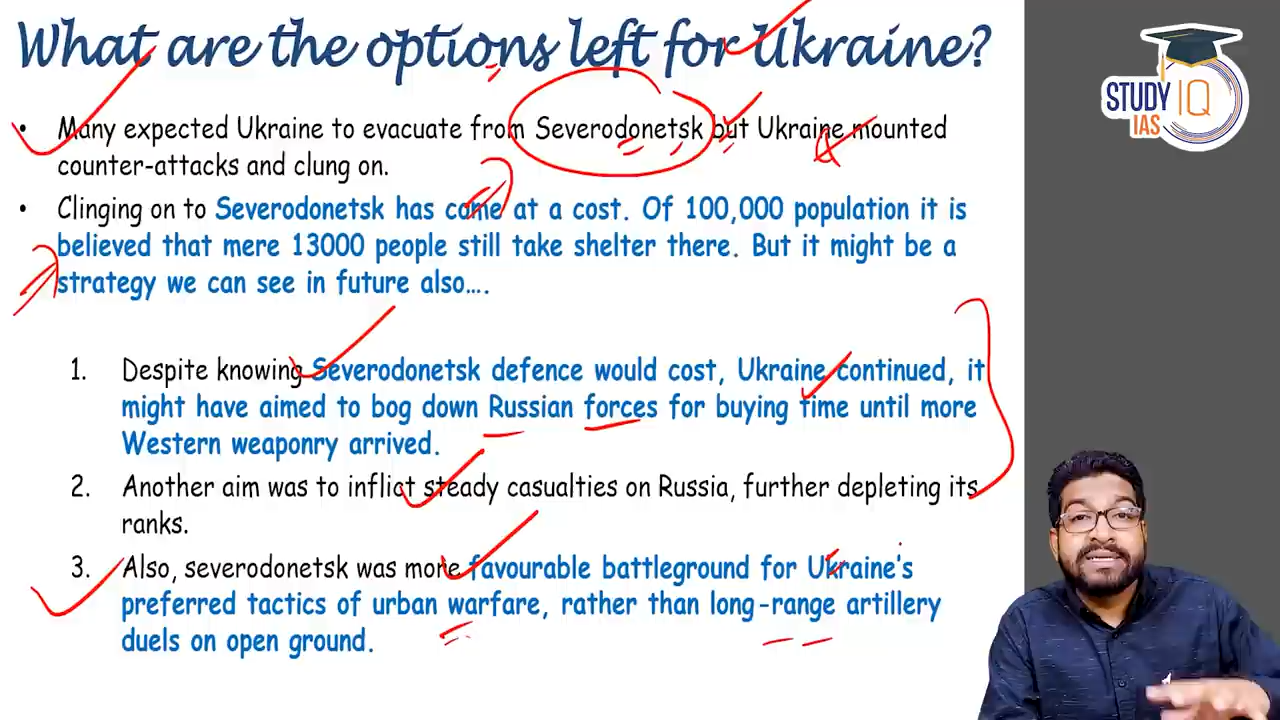 What are the options left for Ukraine?
STUDY IQ
IAS
• Many expected Ukraine to evacuate from Severodonetsk but Ukraine mounted
counter-attacks and clung on.
• Clinging on to Severodonetsk has came at a cost. Of 100,000 population it is
believed that mere 13000 people still take shelter there. But it might be a
strategy we can see in future also….
1. Despite knowing Severodonetsk defence would cost, Ukraine continued, it
might have aimed to bog down Russian forces for buying time until more
Western weaponry arrived.
2. Another aim was to inflict steady casualties on Russia, further depleting its
ranks.
3. Also, severodonetsk was more favourable battleground for Ukraine's
preferred tactics of urban warfare, rather than long-range artillery
duels on open ground.